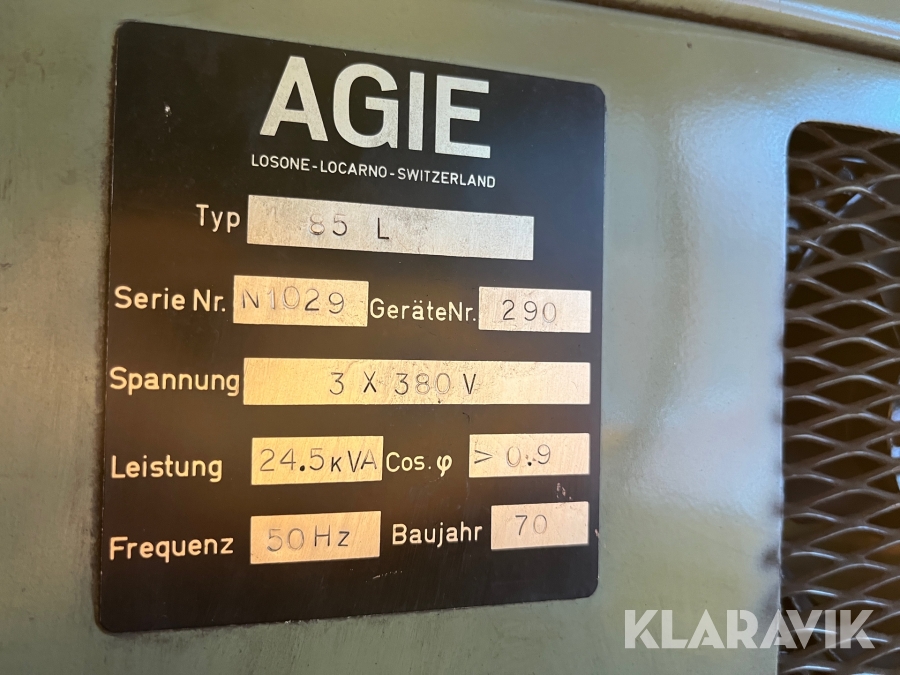 AGIE
LOSONE-LOCARNO-SWITZERLAND
Typ 85 L
Serie Nr. N1029 GeräteNr. 290
Spannung 3 X 380 V
Leistung 24.5 KVA Cos. φ > 0.9
Frequenz 50 Hz Baujahr 70
KLARAVIK